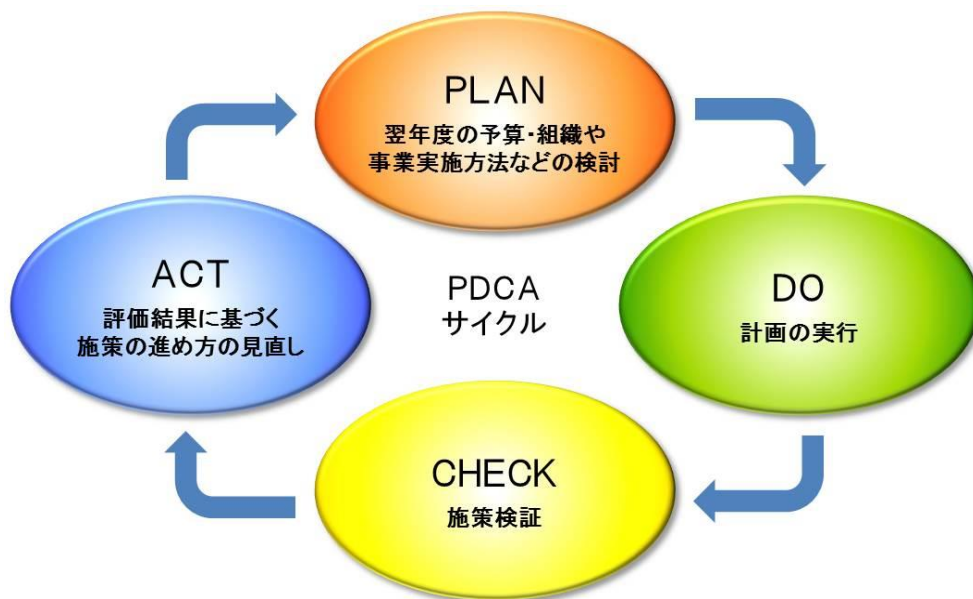 PLAN
翌年度の予算・組織や
事業実施方法などの検討
ACT
評価結果に基づく
施策の進め方の見直し
PDCA
サイクル
DO
計画の実行
CHECK
施策検証